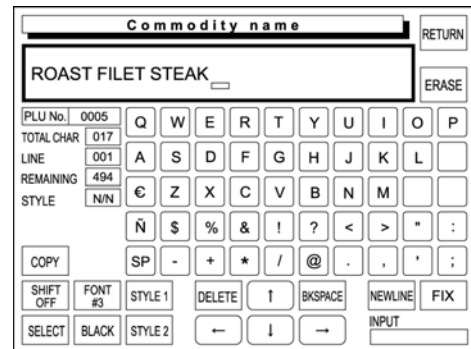 Commodity name
RETURN
ROAST FILET STEAK
ERASE
PLU No. 0005
TOTAL CHAR 017
LINE 001
REMAINING 494
STYLE N/N
Q W E R T Y U I O P
A S D F G H J K L
€ Z X C V B N M
Ñ $ % & ! ? < > " :
COPY SP - + * / @ . , ' ;
SHIFT OFF FONT #3 STYLE 1 DELETE ↑ BKSPACE NEWLINE FIX
SELECT BLACK STYLE 2 ← ↓ → INPUT